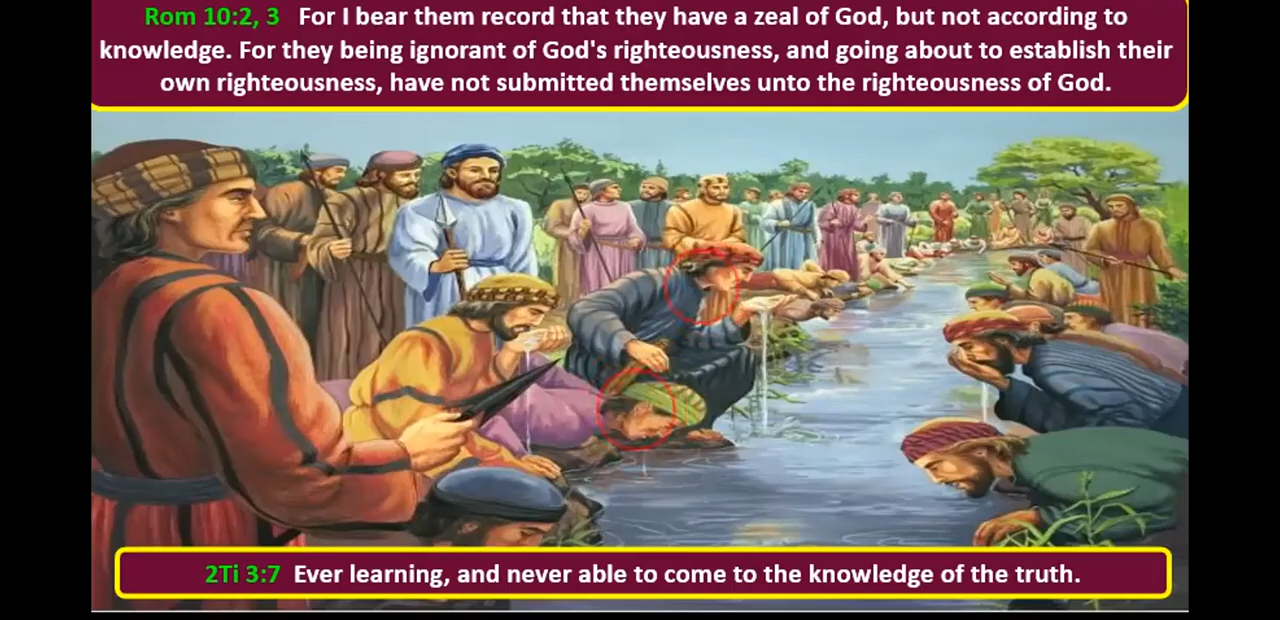 Rom 10:2, 3 For I bear them record that they have a zeal of God, but not according to
knowledge. For they being ignorant of God's righteousness, and going about to establish their
own righteousness, have not submitted themselves unto the righteousness of God.
2Ti 3:7 Ever learning, and never able to come to the knowledge of the truth.